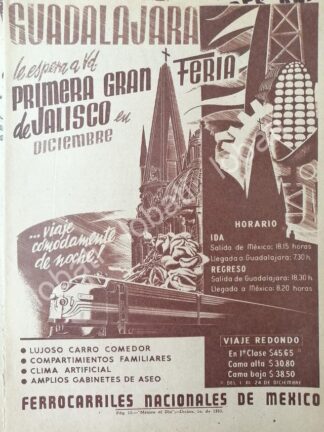 GUADALAJARA
le espera a Vd
PRIMERA GRAN FERIA
de JALISCO en
DICIEMBRE
...viaje
comodamente
de noche!
HORARIO
IDA
Salida de México: 18.15 horas
Llegada a Guadalajara: 7.30 h.
REGRESO
Salida de Guadalajara: 18.30 h.
Llegada a México: 8.20 horas
● LUJOSO CARRO COMEDOR
● COMPARTIMIENTOS FAMILIARES
● CLIMA ARTIFICIAL
● AMPLIOS GABINETES DE ASEO
VIAJE REDONDO
En 1ª Clase $45.65*
Cama alta $30.80
Cama baja $38.50
* DEL 1 AL 24 DE DICIEMBRE
FERROCARRILES NACIONALES DE MEXICO